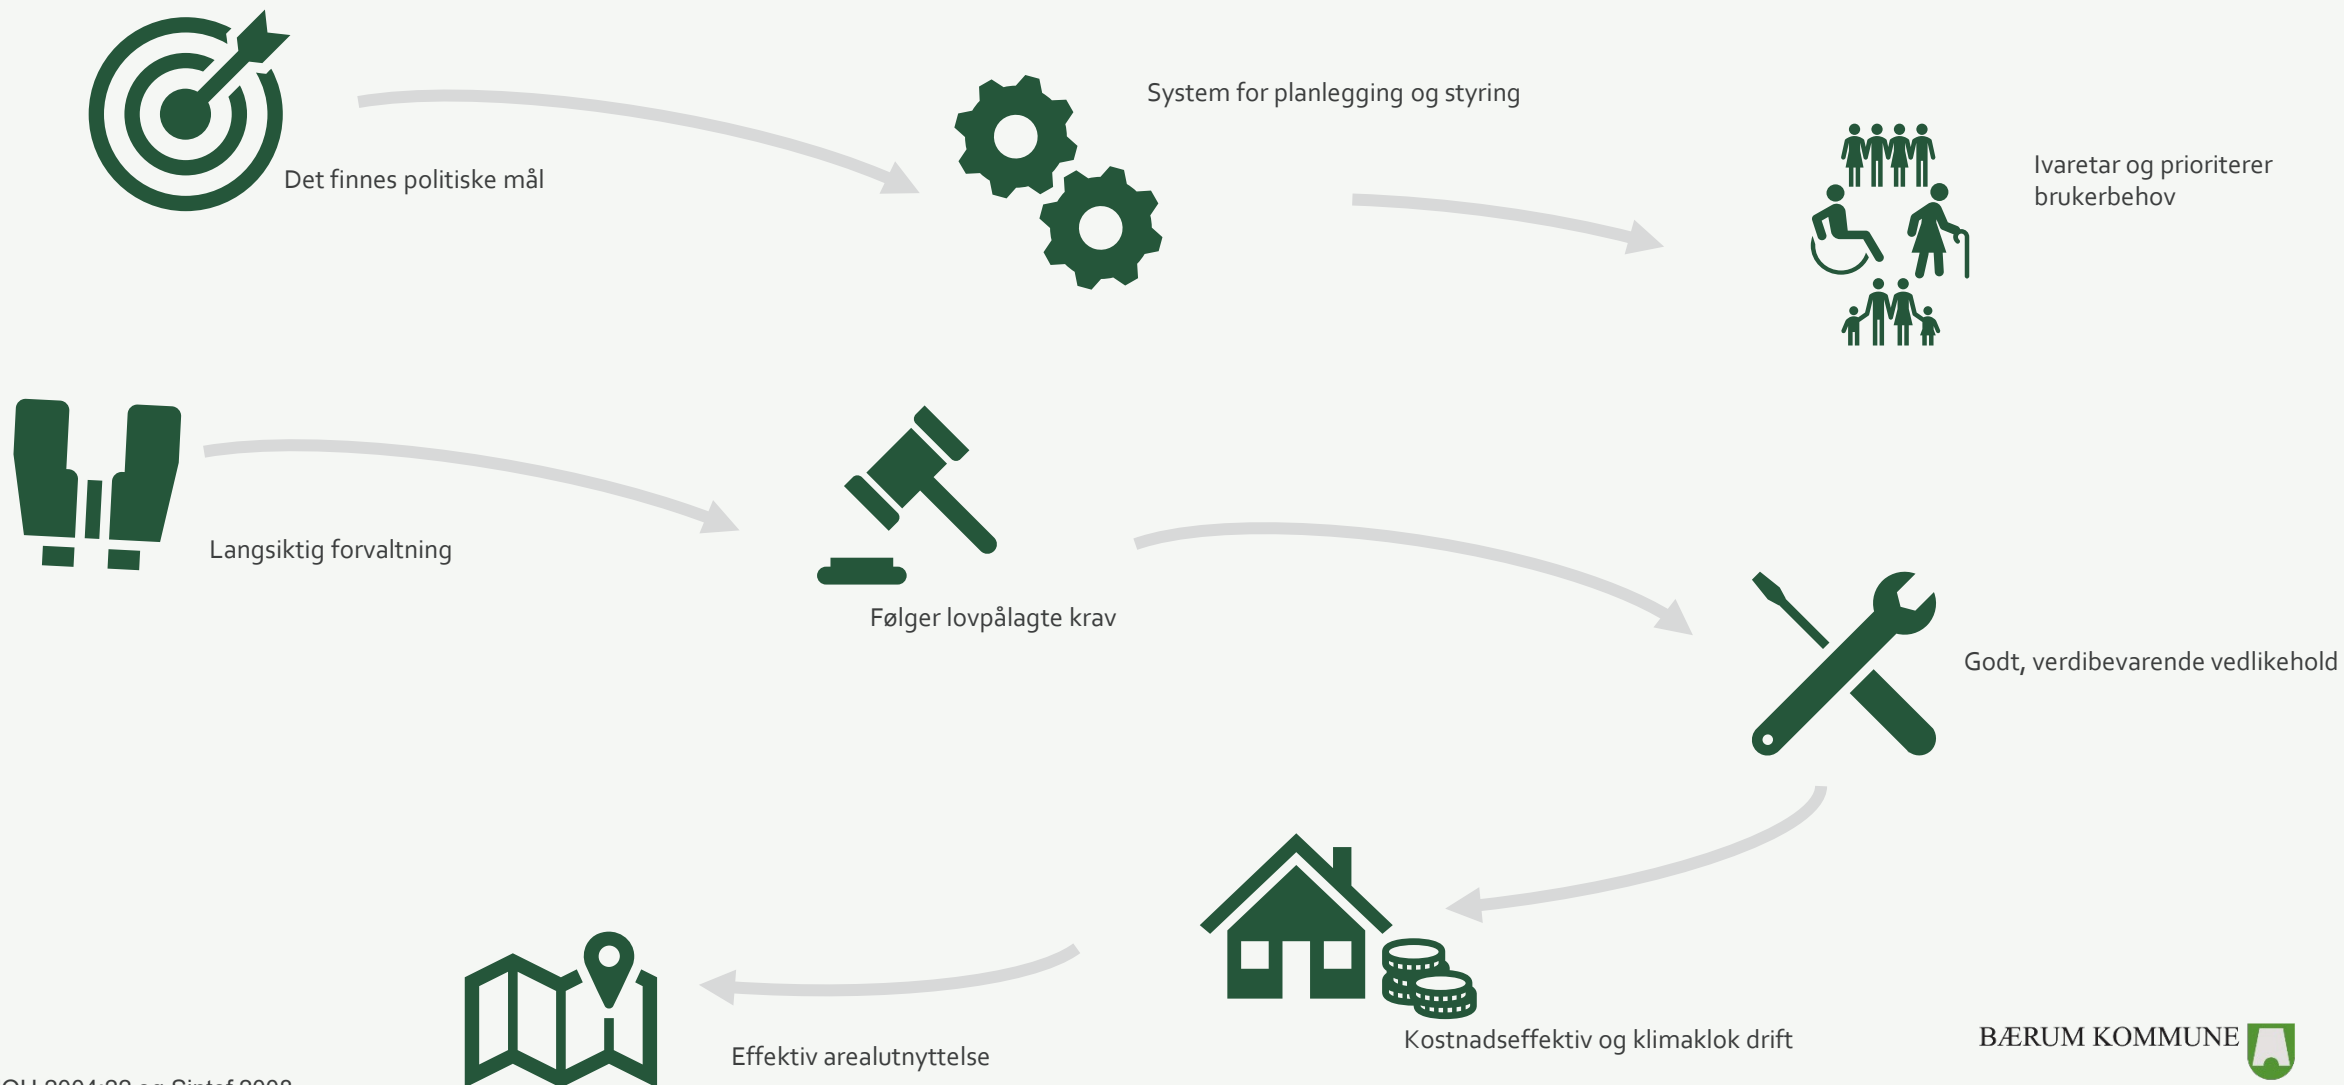 Det finnes politiske mål
System for planlegging og styring
Ivaretar og prioriterer
brukerbehov
Langsiktig forvaltning
Følger lovpålagte krav
Godt, verdibevarende vedlikehold
Kostnadseffektiv og klimaklok drift
Effektiv arealutnyttelse
BÆRUM KOMMUNE